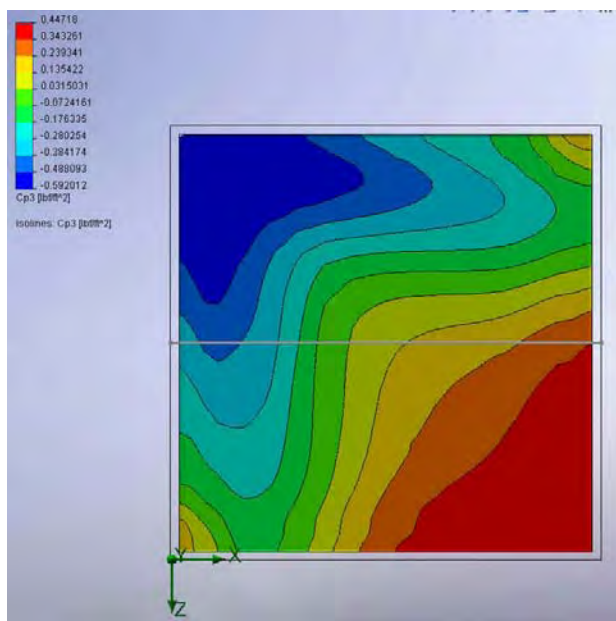 0.44718
0.343261
0.239341
0.135422
0.0315031
-0.0724161
-0.176335
-0.280254
-0.284174
-0.488093
-0.592012
Cp3 [lbf/ft^2]
Isolines: Cp3 [lbf/ft^2]
Y X
Z